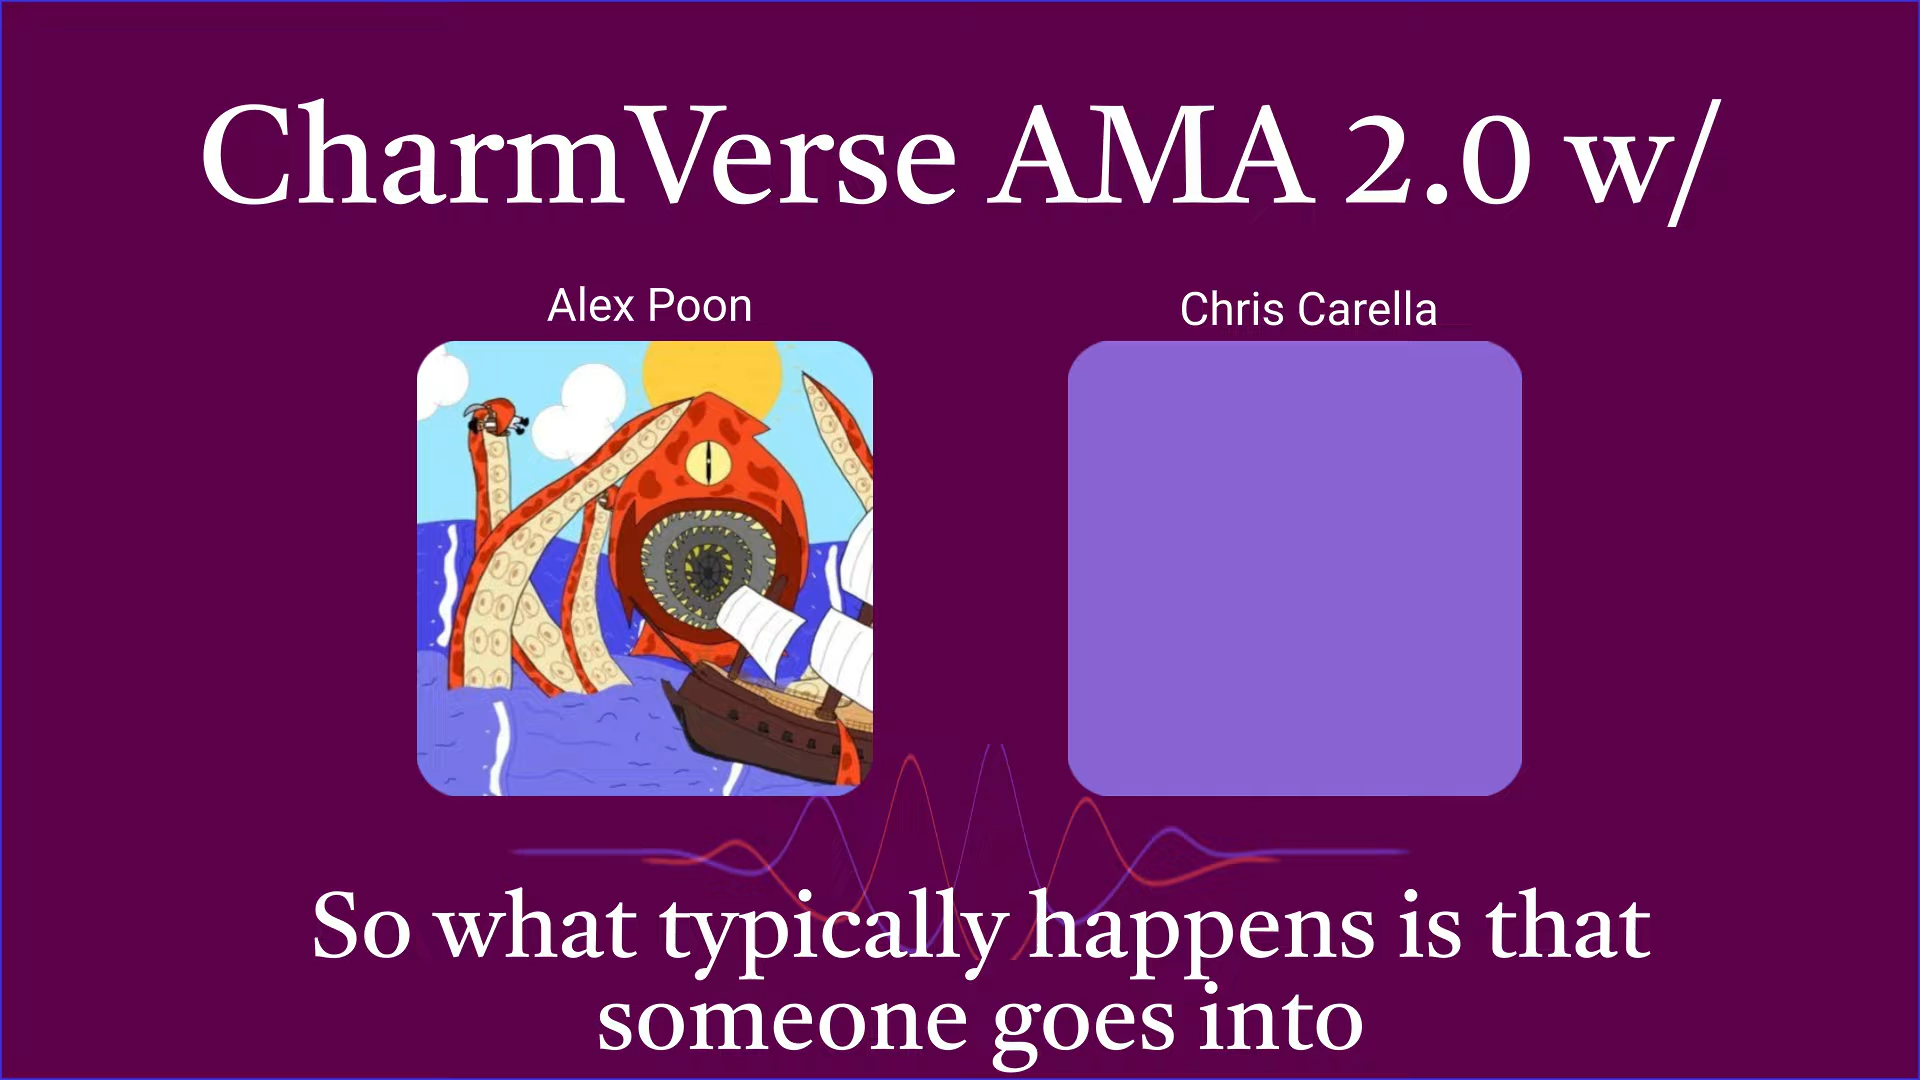 CharmVerse AMA 2.0 w/
Alex Poon
Chris Carella
So what typically happens is that
someone goes into